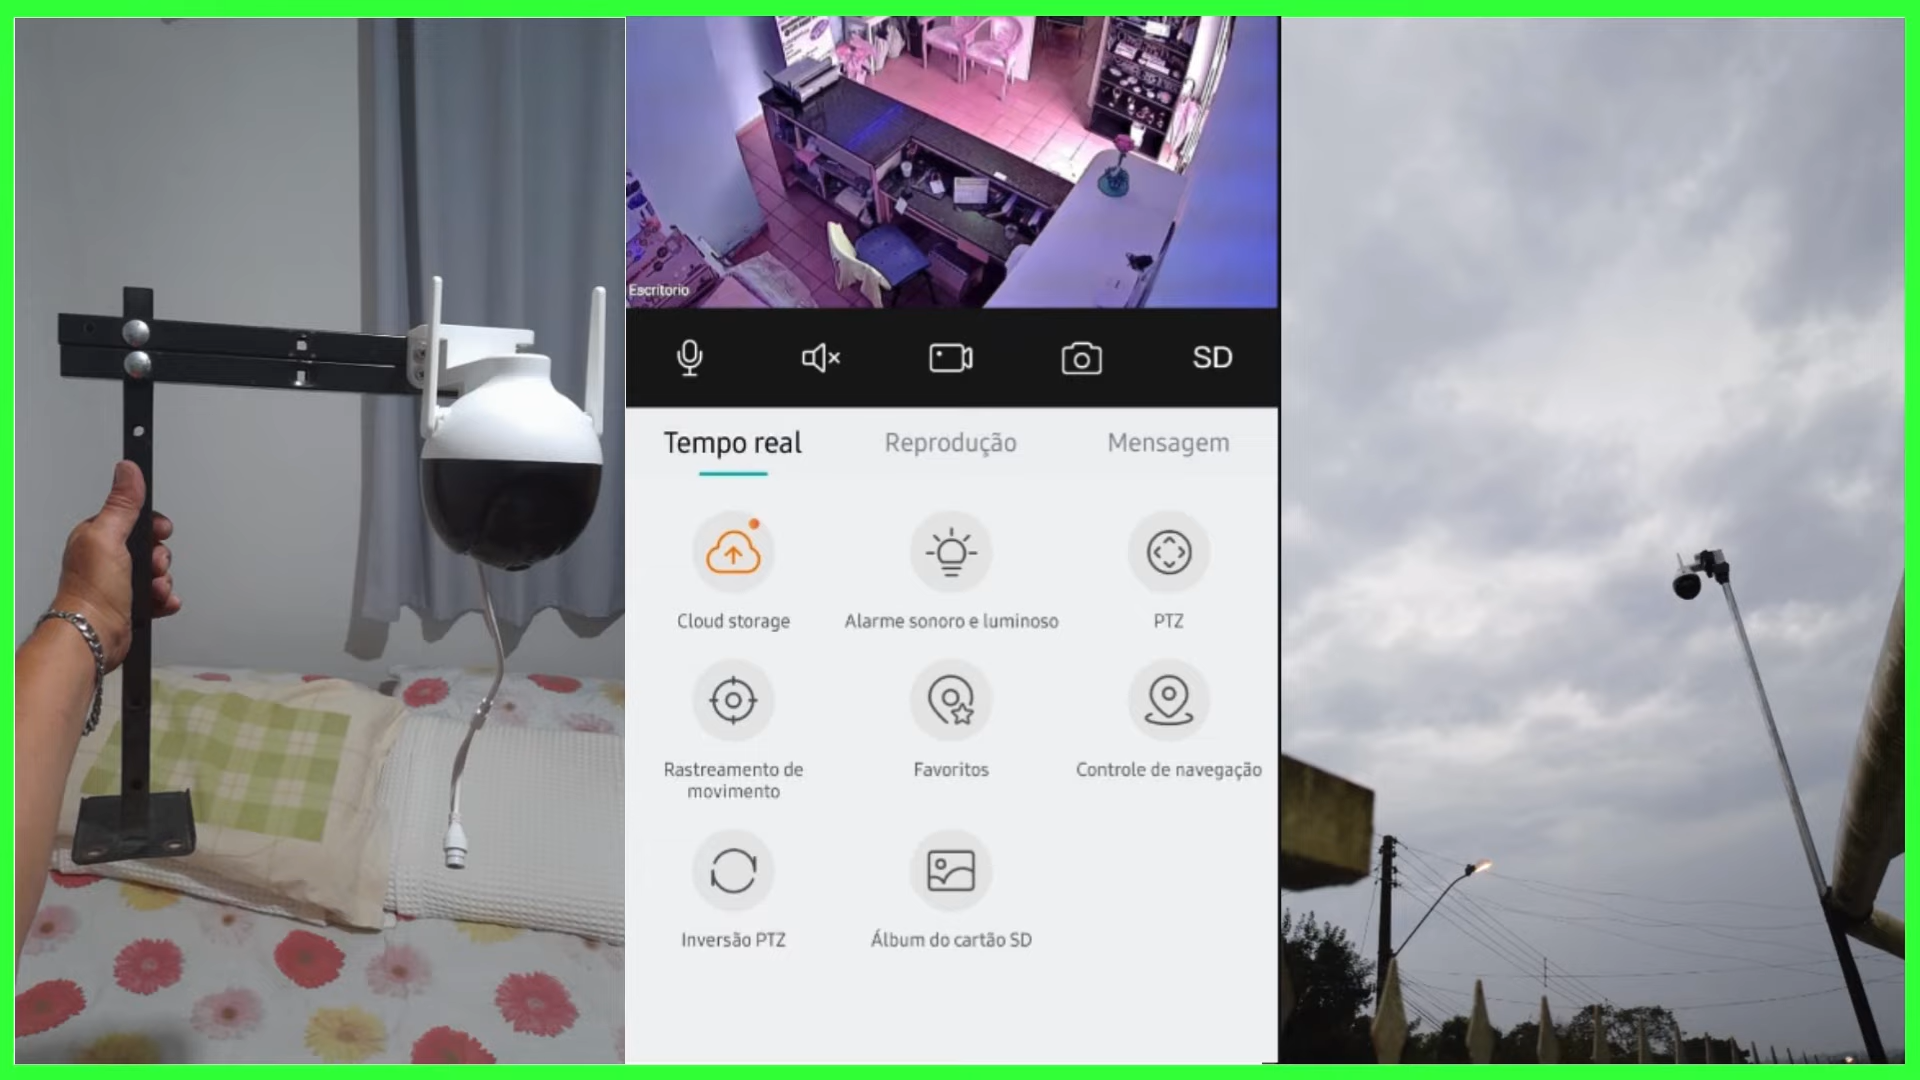 Escritorio
SD
Tempo real
Reprodução
Mensagem
Cloud storage
Alarme sonoro e luminoso
PTZ
Rastreamento de
movimento
Favoritos
Controle de navegação
Inversão PTZ
Álbum do cartão SD